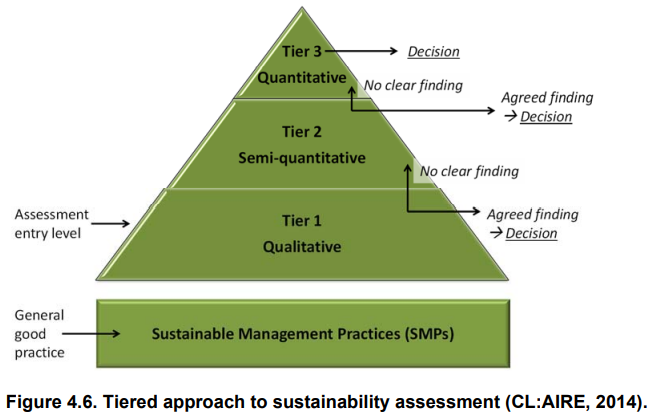 Tier 3
Quantitative
Decision
No clear finding
Agreed finding
→ Decision
Tier 2
Semi-quantitative
No clear finding
Assessment
entry level
Tier 1
Qualitative
Agreed finding
→ Decision
General
good
practice
Sustainable Management Practices (SMPs)
Figure 4.6. Tiered approach to sustainability assessment (CL:AIRE, 2014).